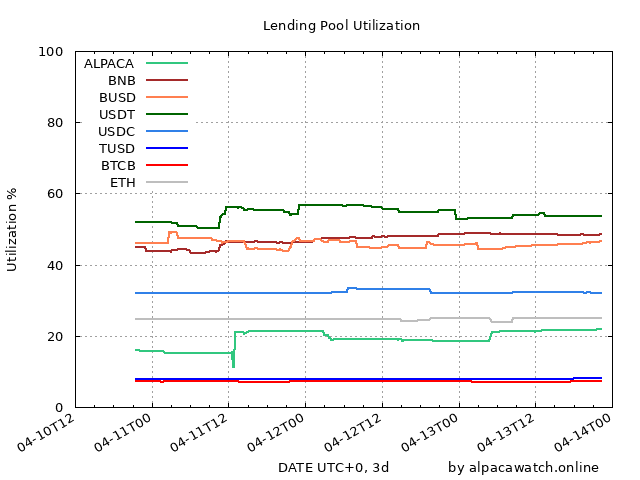 Lending Pool Utilization
Utilization %
100
80
60
40
20
0
ALPACA
BNB
BUSD
USDT
USDC
TUSD
BTCB
ETH
04-10T12
04-11T00
04-11T12
04-12T00
04-12T12
04-13T00
04-13T12
04-14T00
DATE UTC+0, 3d
by alpacawatch.online